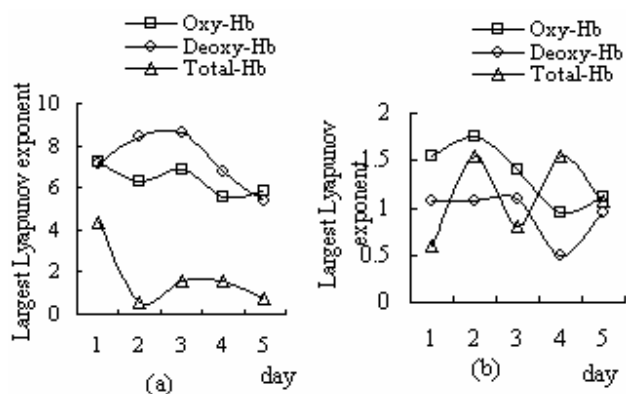 Oxy-Hb
Deoxy-Hb
Total-Hb
Largest Lyapunov exponent
10
8
6
4
2
0
1 2 3 4 5
(a)
day
Oxy-Hb
Deoxy-Hb
Total-Hb
Largest Lyapunov
exponent
2
1.5
1
0.5
0
1 2 3 4 5
(b)
day